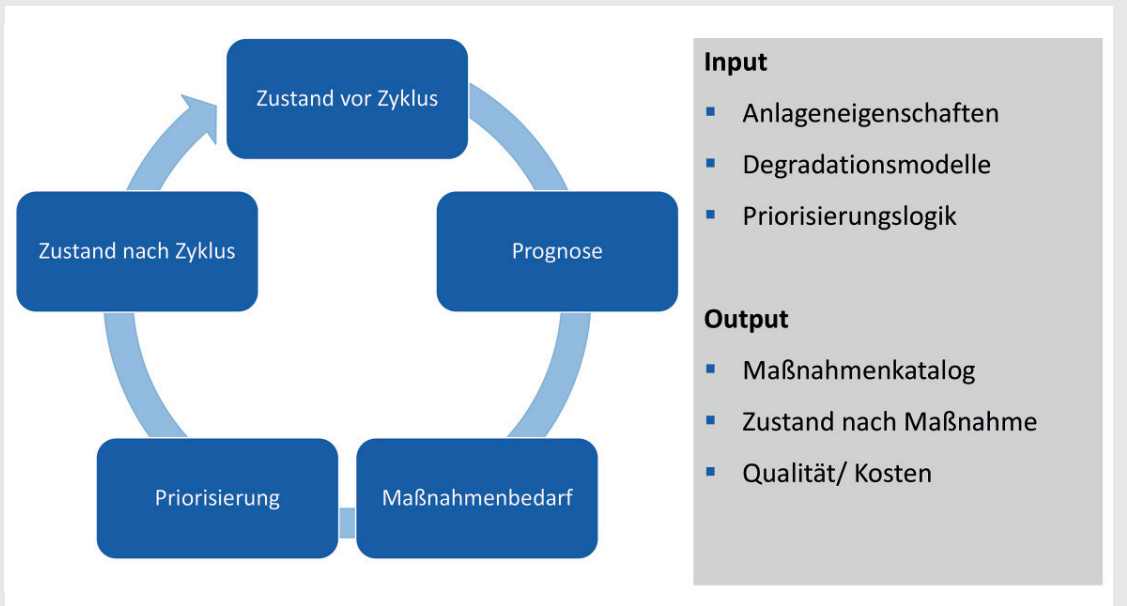 Zustand vor Zyklus
Prognose
Maßnahmenbedarf
Priorisierung
Zustand nach Zyklus
Input
▪ Anlageneigenschaften
▪ Degradationsmodelle
▪ Priorisierungslogik
Output
▪ Maßnahmenkatalog
▪ Zustand nach Maßnahme
▪ Qualität/ Kosten